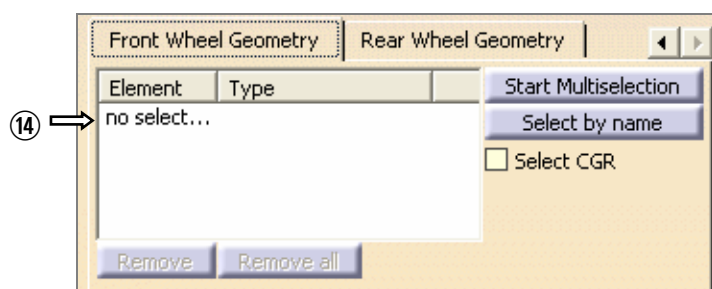 Front Wheel Geometry Rear Wheel Geometry
Element Type Start Multiselection
⑭ no select... Select by name
Select CGR
Remove Remove all